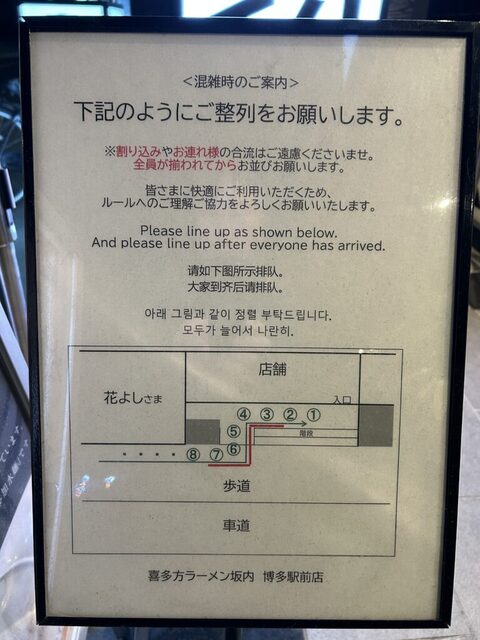 <混雑時のご案内>
下記のようにご整列をお願いします。
※割り込みやお連れ様の合流はご遠慮くださいませ。
全員が揃われてからお並びお願いします。
皆さまに快適にご利用いただくため、
ルールへのご理解ご協力をよろしくお願いいたします。
Please line up as shown below.
And please line up after everyone has arrived.
请如下图所示排队。
大家到齐后请排队。
아래 그림과 같이 정렬 부탁드립니다.
모두가 늘어서 나란히.
店舗
花よしさま
入口
④ ③ ② ①
⑤
階段
・・・・ ⑧ ⑦ ⑥
歩道
車道
喜多方ラーメン坂内 博多駅前店